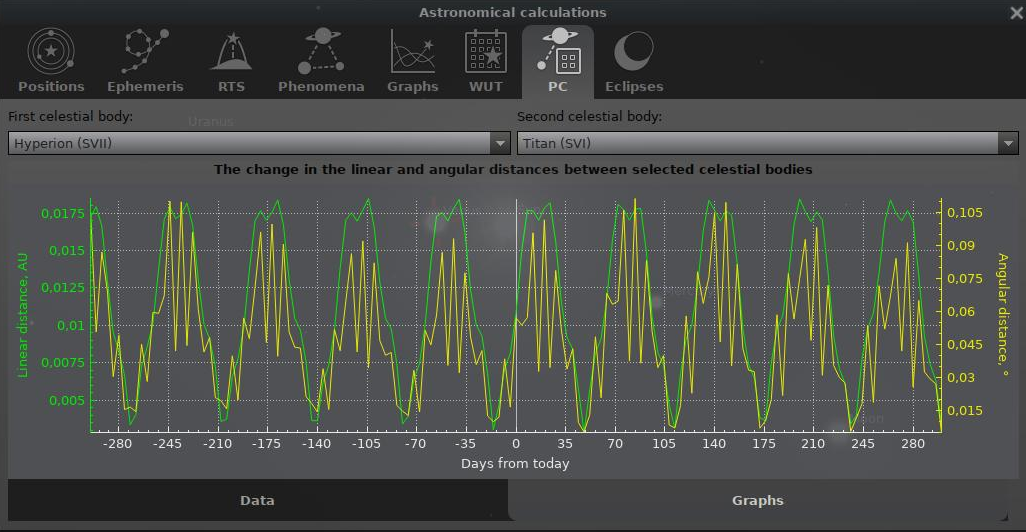 Astronomical calculations
Positions Ephemeris RTS Phenomena Graphs WUT PC Eclipses
First celestial body: Second celestial body:
Uranus
Hyperion (SVII) Titan (SVI)
The change in the linear and angular distances between selected celestial bodies
Linear distance, AU
0,0175
0,015
0,0125
0,01
0,0075
0,005
0,105
0,09
0,075
0,06
0,045
0,03
0,015
Angular distance, °
-280 -245 -210 -175 -140 -105 -70 -35 0 35 70 105 140 175 210 245 280
Days from today
Data Graphs